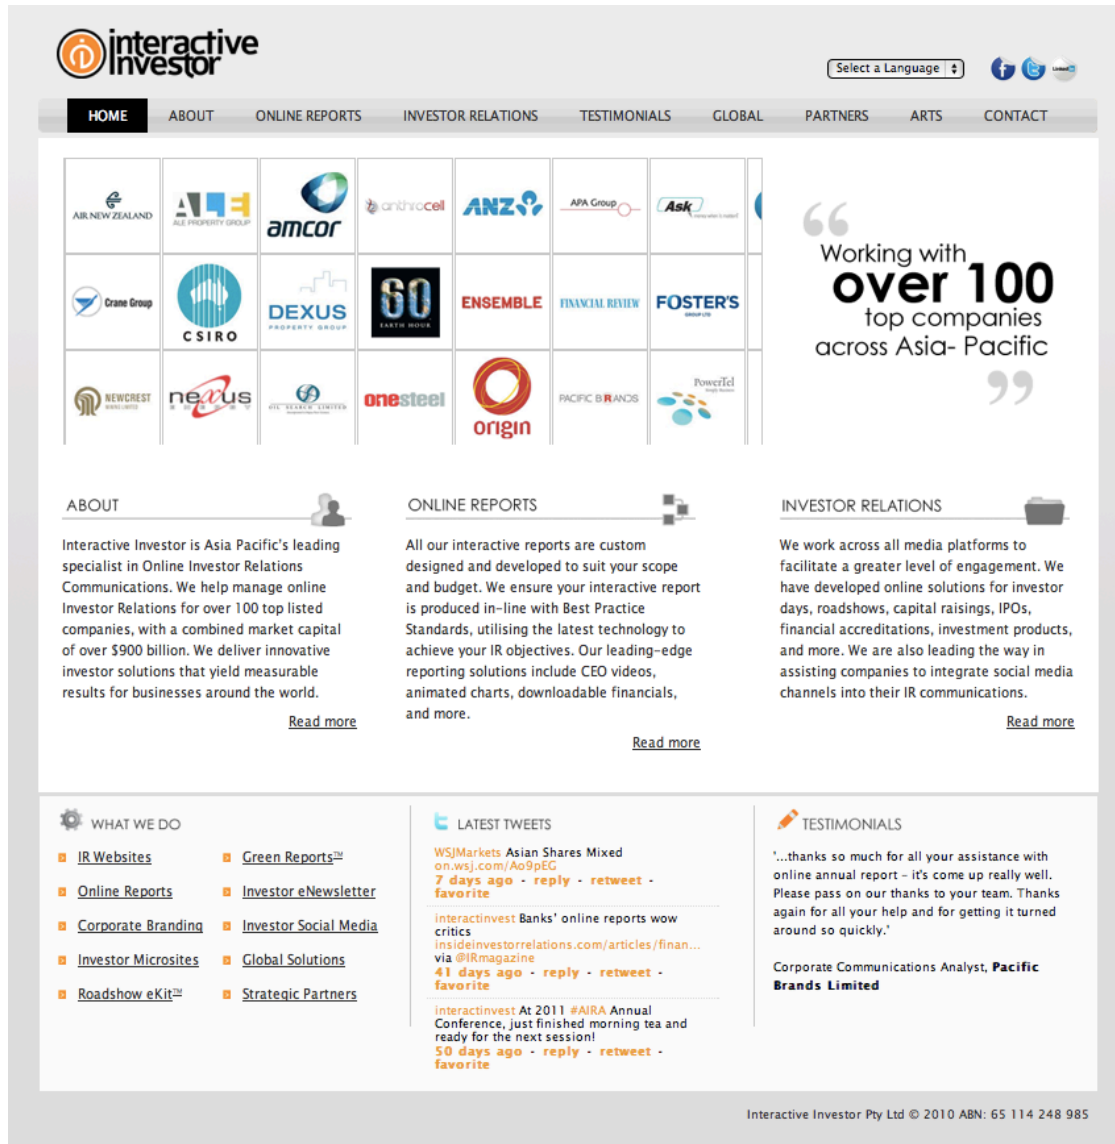 interactive
investor
Select a Language
HOME ABOUT ONLINE REPORTS INVESTOR RELATIONS TESTIMONIALS GLOBAL PARTNERS ARTS CONTACT
AIR NEW ZEALAND
ALE
ALE PROPERTY GROUP
amcor
anthrocell
ANZ
APA Group
Ask
Crane Group
CSIRO
DEXUS
PROPERTY GROUP
60
EARTH HOUR
ENSEMBLE
FINANCIAL REVIEW
FOSTER'S
GROUP LTD
NEWCREST
MINING LIMITED
nexus
OIL SEARCH LIMITED
onesteel
origin
PACIFIC BRANDS
PowerTel
“
Working with
over 100
top companies
across Asia- Pacific
”
ABOUT
Interactive Investor is Asia Pacific's leading
specialist in Online Investor Relations
Communications. We help manage online
Investor Relations for over 100 top listed
companies, with a combined market capital
of over $900 billion. We deliver innovative
investor solutions that yield measurable
results for businesses around the world.
Read more
ONLINE REPORTS
All our interactive reports are custom
designed and developed to suit your scope
and budget. We ensure your interactive report
is produced in-line with Best Practice
Standards, utilising the latest technology to
achieve your IR objectives. Our leading-edge
reporting solutions include CEO videos,
animated charts, downloadable financials,
and more.
Read more
INVESTOR RELATIONS
We work across all media platforms to
facilitate a greater level of engagement. We
have developed online solutions for investor
days, roadshows, capital raisings, IPOs,
financial accreditations, investment products,
and more. We are also leading the way in
assisting companies to integrate social media
channels into their IR communications.
Read more
WHAT WE DO
IR Websites
Online Reports
Corporate Branding
Investor Microsites
Roadshow eKit™
Green Reports™
Investor eNewsletter
Investor Social Media
Global Solutions
Strategic Partners
LATEST TWEETS
WSJMarkets Asian Shares Mixed
on.wsj.com/Ao9pEG
7 days ago - reply - retweet -
favorite
interactinvest Banks' online reports wow
critics
insideinvestorrelations.com/articles/finan...
via @IRmagazine
41 days ago - reply - retweet -
favorite
interactinvest At 2011 #AIRA Annual
Conference, just finished morning tea and
ready for the next session!
50 days ago - reply - retweet -
favorite
TESTIMONIALS
'...thanks so much for all your assistance with
online annual report – it's come up really well.
Please pass on our thanks to your team. Thanks
again for all your help and for getting it turned
around so quickly.'
Corporate Communications Analyst, Pacific
Brands Limited
Interactive Investor Pty Ltd © 2010 ABN: 65 114 248 985